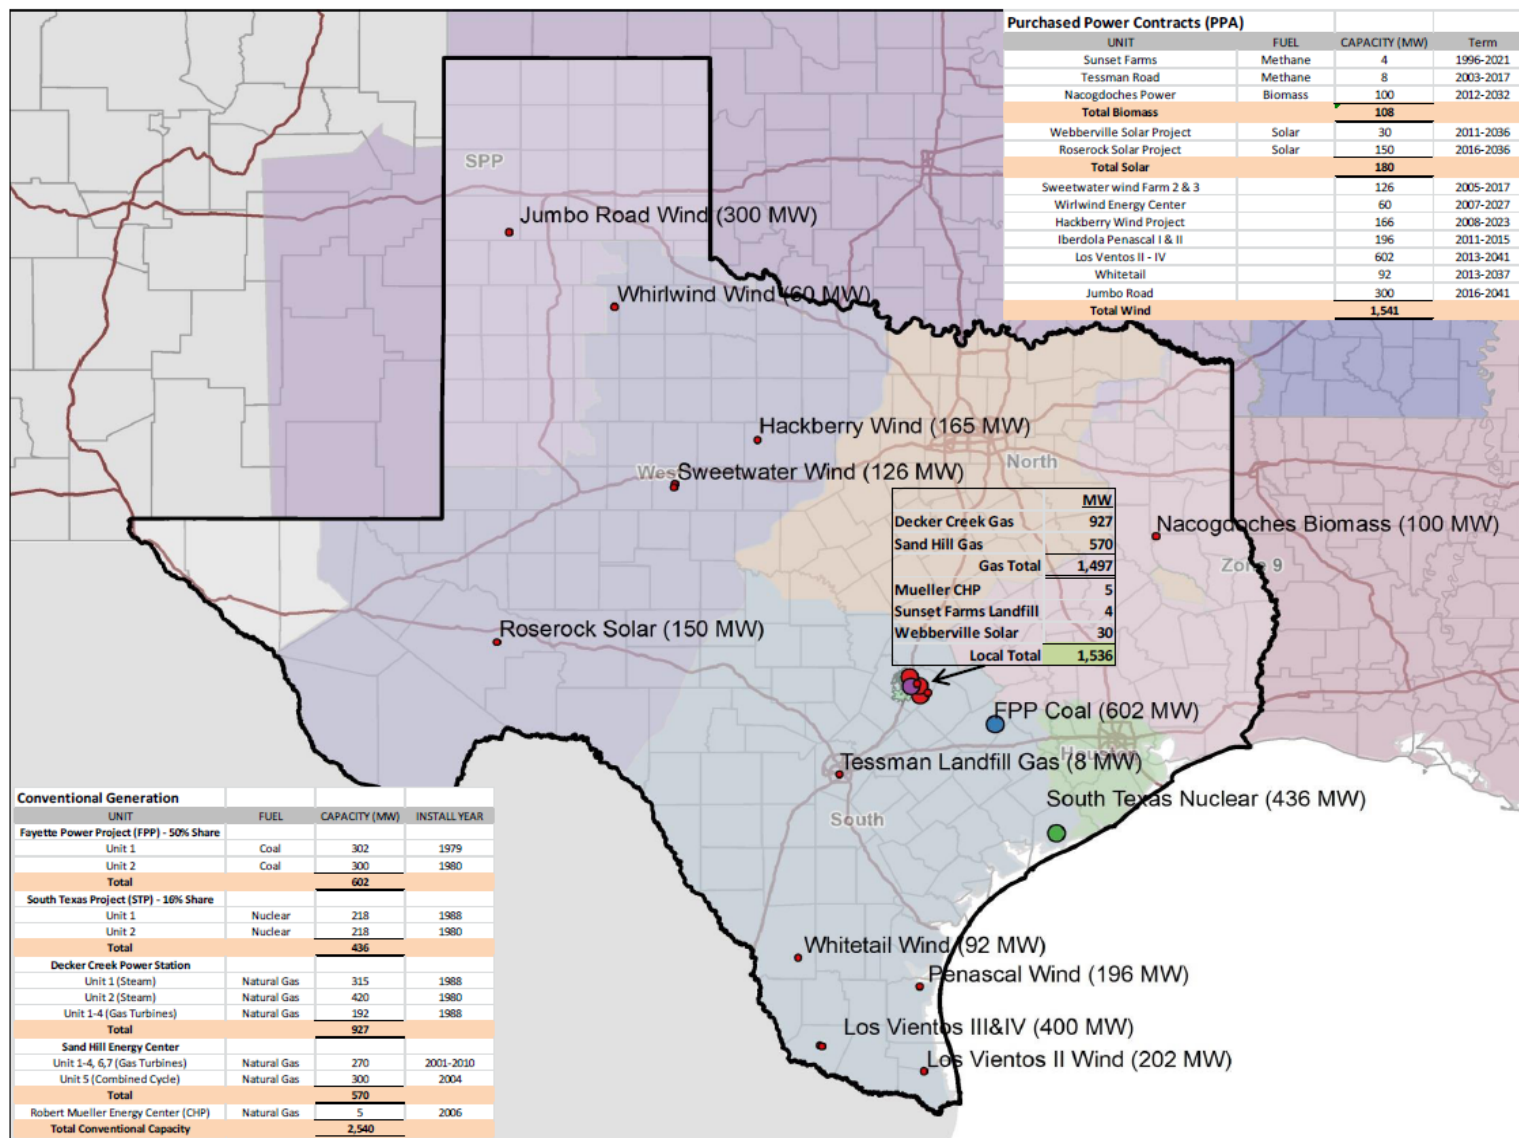 Purchased Power Contracts (PPA)
UNIT FUEL CAPACITY (MW) Term
Sunset Farms Methane 4 1996-2021
Tessman Road Methane 8 2003-2017
Nacogdoches Power Biomass 100 2012-2032
Total Biomass 108
Webberville Solar Project Solar 30 2011-2036
Roserock Solar Project Solar 150 2016-2036
Total Solar 180
Sweetwater wind Farm 2 & 3 126 2005-2017
Wirlwind Energy Center 60 2007-2027
Hackberry Wind Project 166 2008-2023
Iberdola Penascal I & II 196 2011-2015
Los Ventos II - IV 602 2013-2041
Whitetail 92 2013-2037
Jumbo Road 300 2016-2041
Total Wind 1,541
SPP
Jumbo Road Wind (300 MW)
Whirlwind Wind (60 MW)
Hackberry Wind (165 MW)
North
West
Sweetwater Wind (126 MW)
MW
Decker Creek Gas 927
Sand Hill Gas 570
Gas Total 1,497
Mueller CHP 5
Sunset Farms Landfill 4
Webberville Solar 30
Local Total 1,536
Nacogdoches Biomass (100 MW)
Zone 9
Roserock Solar (150 MW)
FPP Coal (602 MW)
Houston
Tessman Landfill Gas (8 MW)
South Texas Nuclear (436 MW)
South
Whitetail Wind (92 MW)
Penascal Wind (196 MW)
Los Vientos III&IV (400 MW)
Los Vientos II Wind (202 MW)
Conventional Generation
UNIT FUEL CAPACITY (MW) INSTALL YEAR
Fayette Power Project (FPP) - 50% Share
Unit 1 Coal 302 1979
Unit 2 Coal 300 1980
Total 602
South Texas Project (STP) - 16% Share
Unit 1 Nuclear 218 1988
Unit 2 Nuclear 218 1980
Total 436
Decker Creek Power Station
Unit 1 (Steam) Natural Gas 315 1988
Unit 2 (Steam) Natural Gas 420 1980
Unit 1-4 (Gas Turbines) Natural Gas 192 1988
Total 927
Sand Hill Energy Center
Unit 1-4, 6,7 (Gas Turbines) Natural Gas 270 2001-2010
Unit 5 (Combined Cycle) Natural Gas 300 2004
Total 570
Robert Mueller Energy Center (CHP) Natural Gas 5 2006
Total Conventional Capacity 2,540